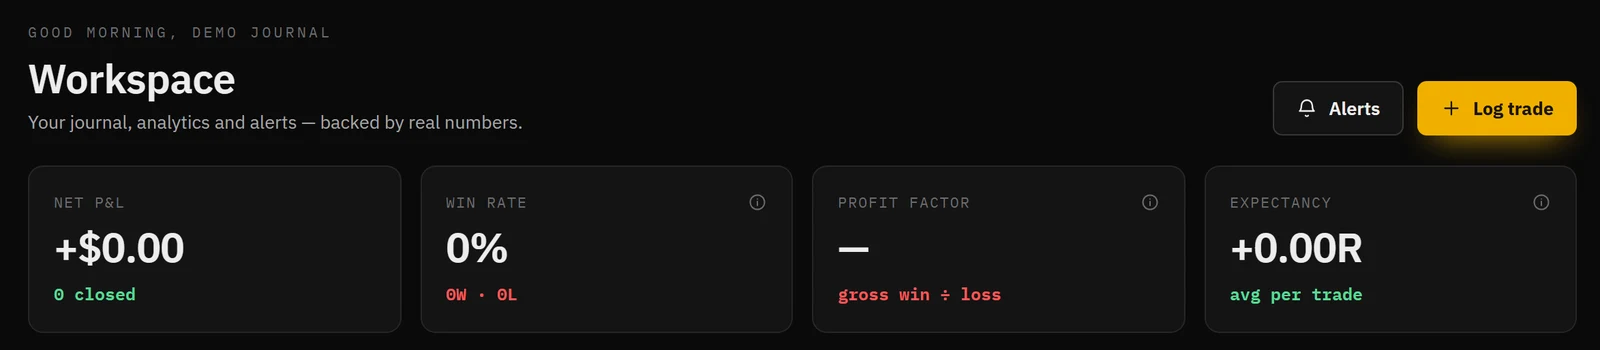 GOOD MORNING, DEMO JOURNAL
Workspace
Your journal, analytics and alerts — backed by real numbers.
Alerts
+ Log trade
NET P&L
+$0.00
0 closed
WIN RATE
0%
0W · 0L
PROFIT FACTOR
—
gross win ÷ loss
EXPECTANCY
+0.00R
avg per trade